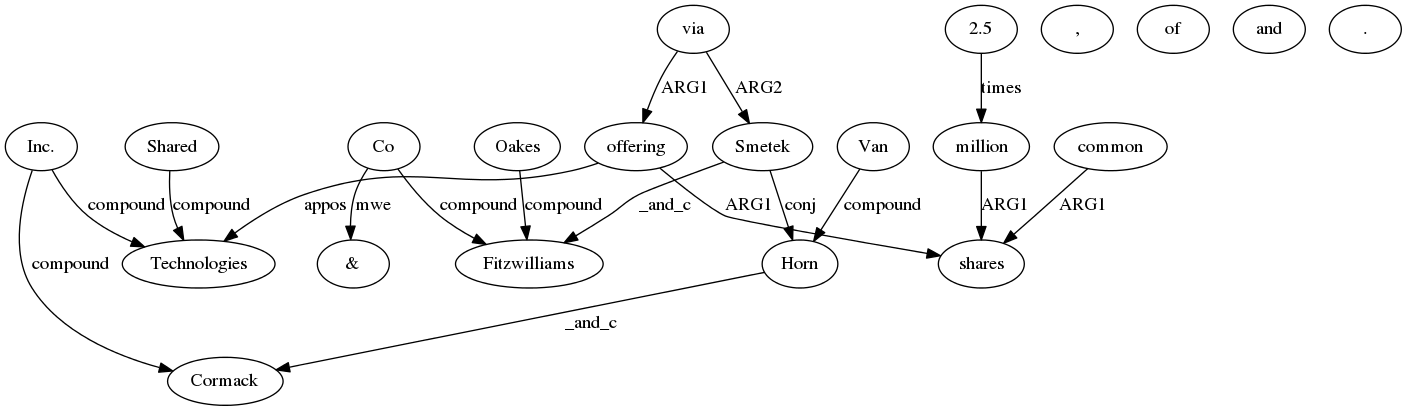 via 2.5 , of and .
ARG1 ARG2 times
Inc. Shared Co Oakes offering Smetek Van million common
compound compound appos mwe compound compound _and_c ARG1 conj compound ARG1 ARG1
Technologies & Fitzwilliams Horn shares
compound
_and_c
Cormack